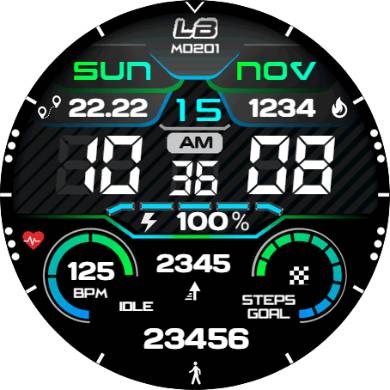 LB
MD201
SUN NOV
22.22 15 1234
AM
10 36 08
100%
125 2345
BPM IDLE STEPS
GOAL
23456